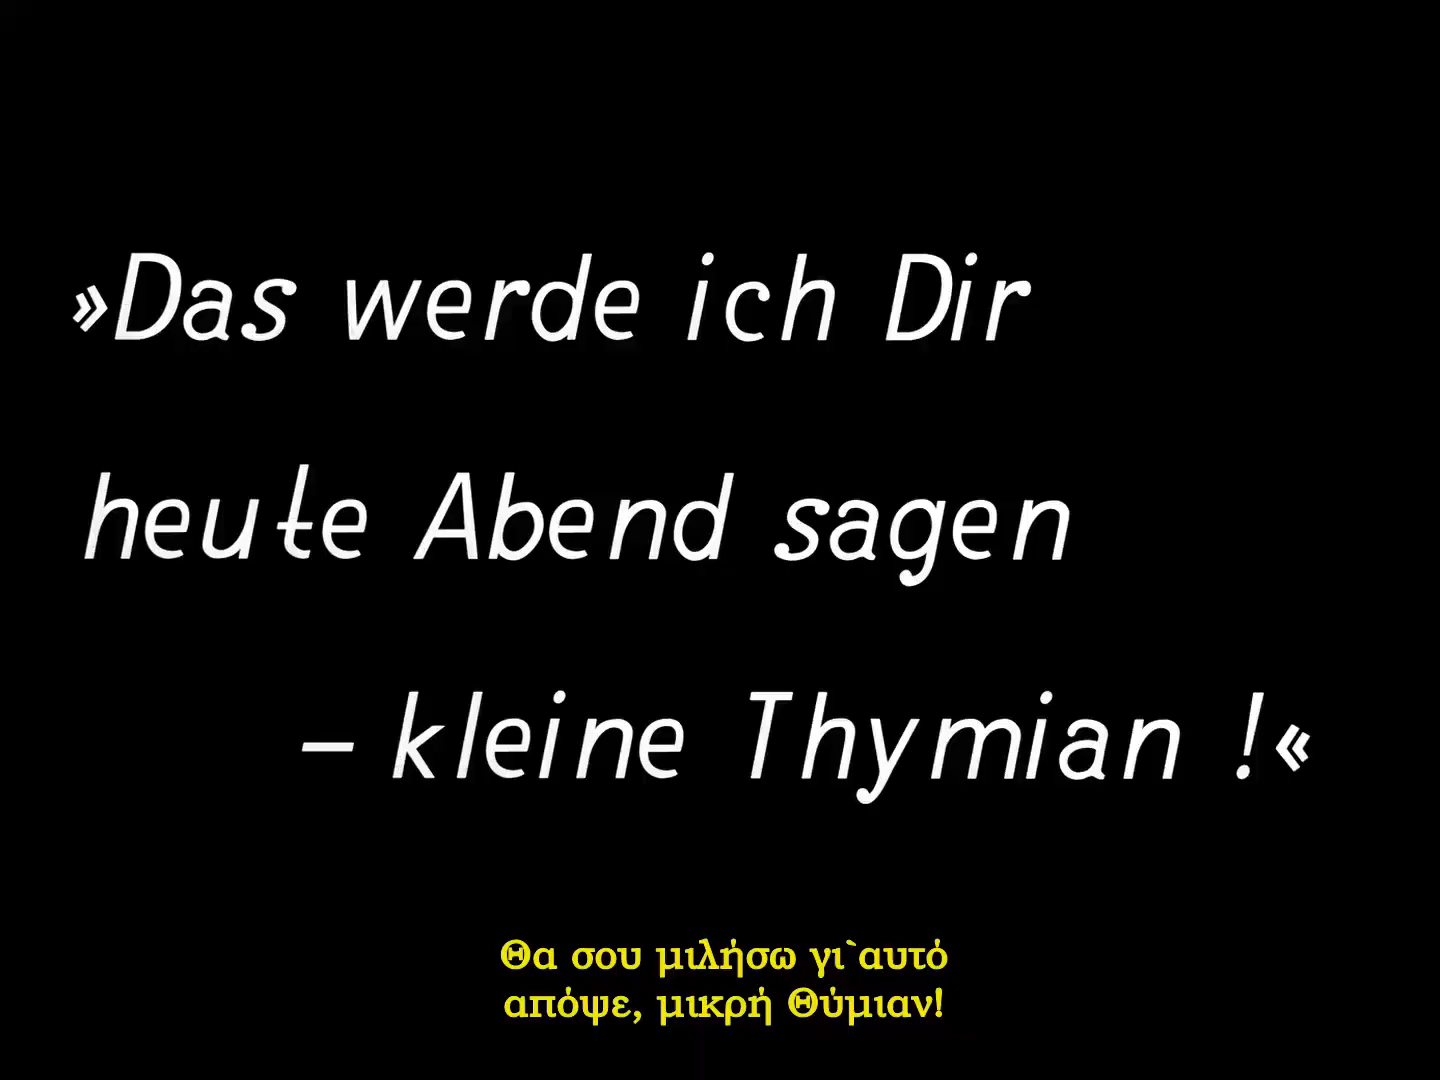 »Das werde ich Dir
heute Abend sagen
– kleine Thymian !«
Θα σου μιλήσω γι`αυτό
απόψε, μικρή Θύμιαν!